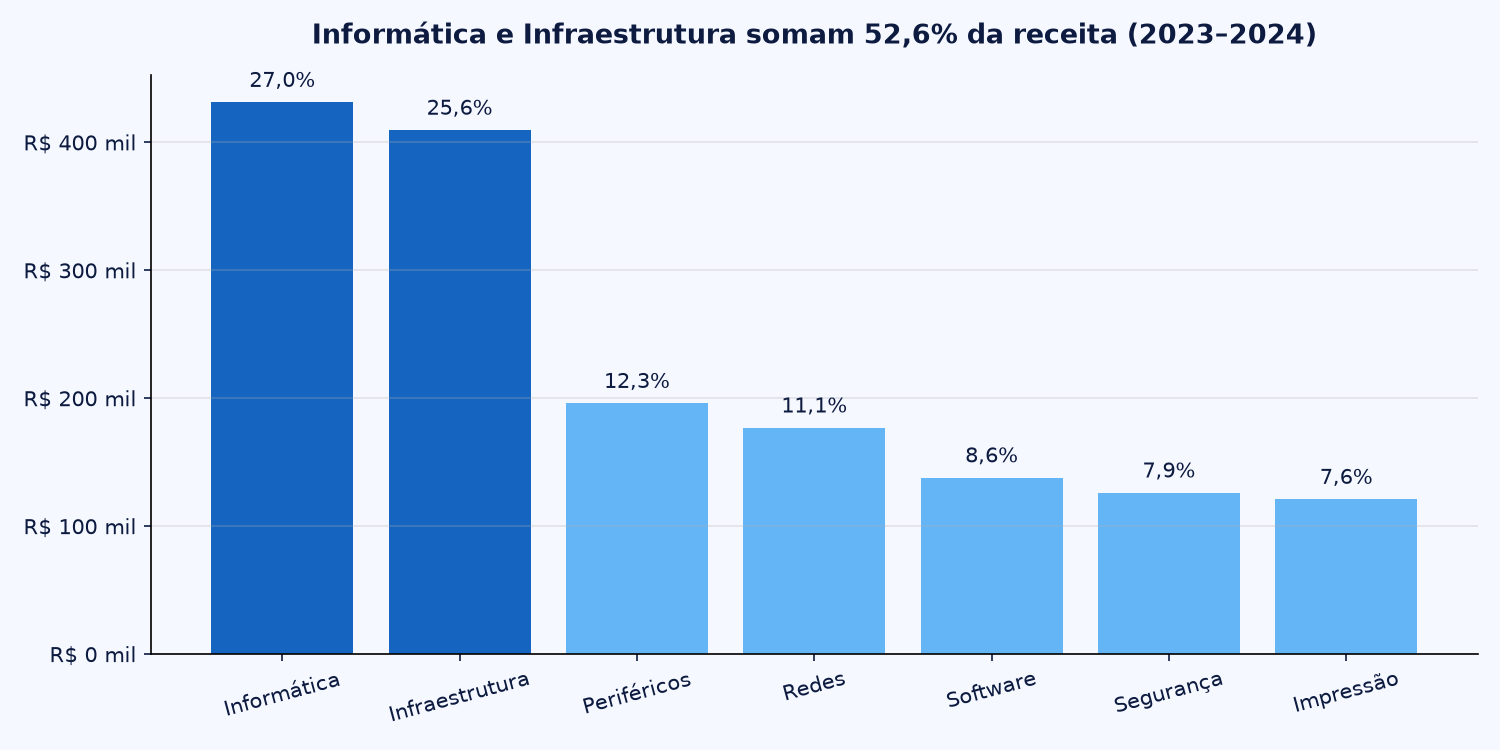 Informática e Infraestrutura somam 52,6% da receita (2023–2024)
27,0%
25,6%
12,3%
11,1%
8,6%
7,9%
7,6%
R$ 400 mil
R$ 300 mil
R$ 200 mil
R$ 100 mil
R$ 0 mil
Informática
Infraestrutura
Periféricos
Redes
Software
Segurança
Impressão